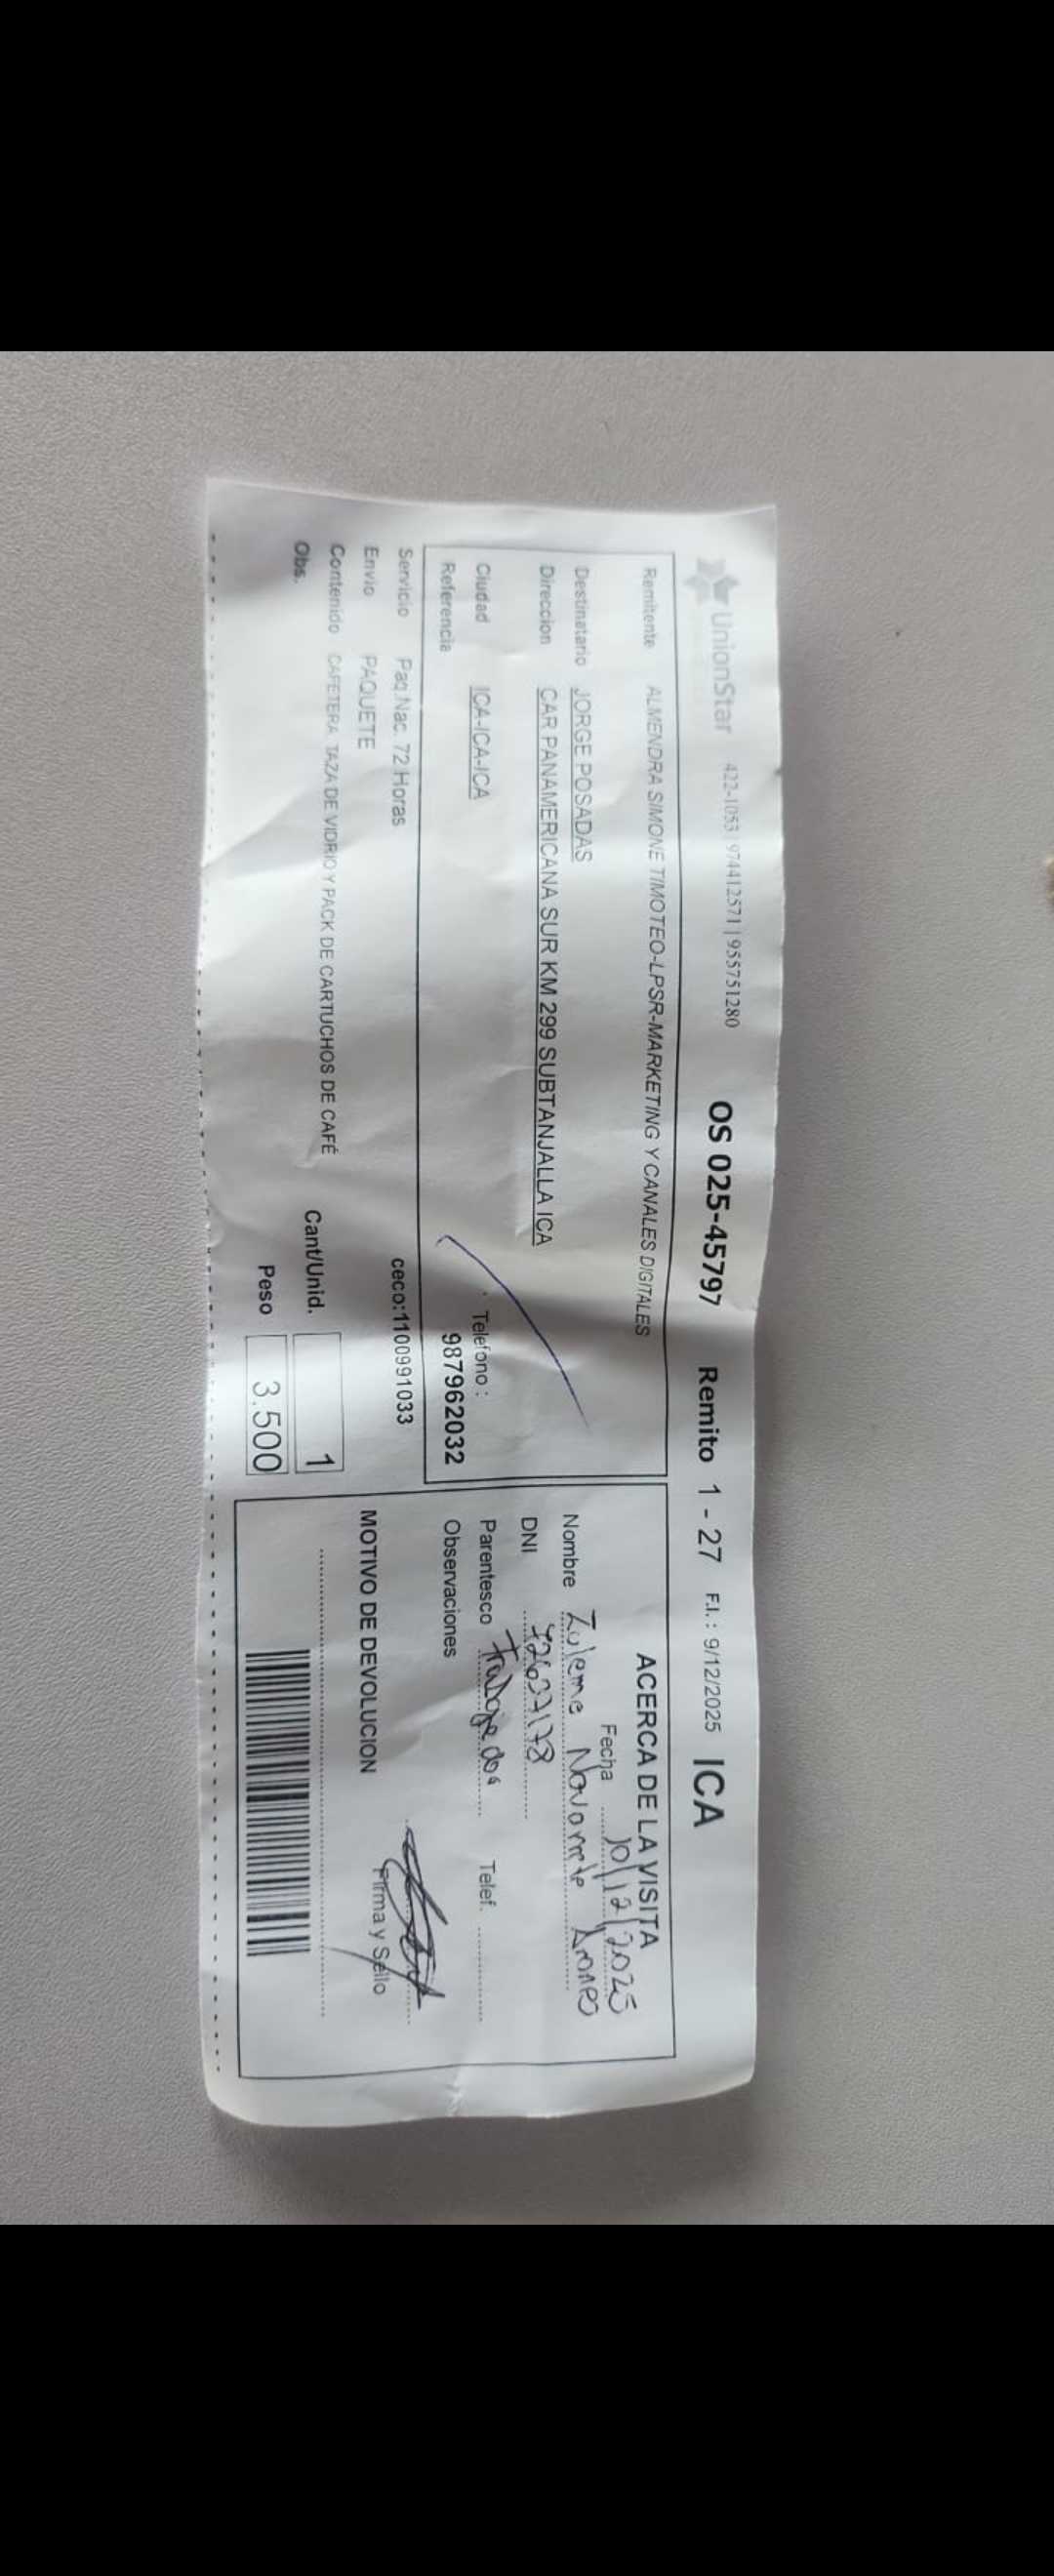 UnionStar 422-1053 | 974412571 | 955751280 OS 025-45797 Remito 1 - 27 F.I. : 9/12/2025 ICA
Remitente ALMENDRA SIMONE TIMOTEO-LPSR-MARKETING Y CANALES DIGITALES
Destinatario JORGE POSADAS
Direccion CAR PANAMERICANA SUR KM 299 SUBTANJALLA ICA
Ciudad ICA-ICA-ICA
Telefono :
Referencia 987962032
Servicio Paq.Nac. 72 Horas ceco:1100991033
Envio PAQUETE
Contenido CAFETERA, TAZA DE VIDRIO Y PACK DE CARTUCHOS DE CAFÉ
Cant/Unid. 1
Obs.
Peso 3.500
ACERCA DE LA VISITA
Fecha 10/12/2025
Nombre Zulema
DNI
Parentesco Telef.
Observaciones
Firma y Sello
MOTIVO DE DEVOLUCION